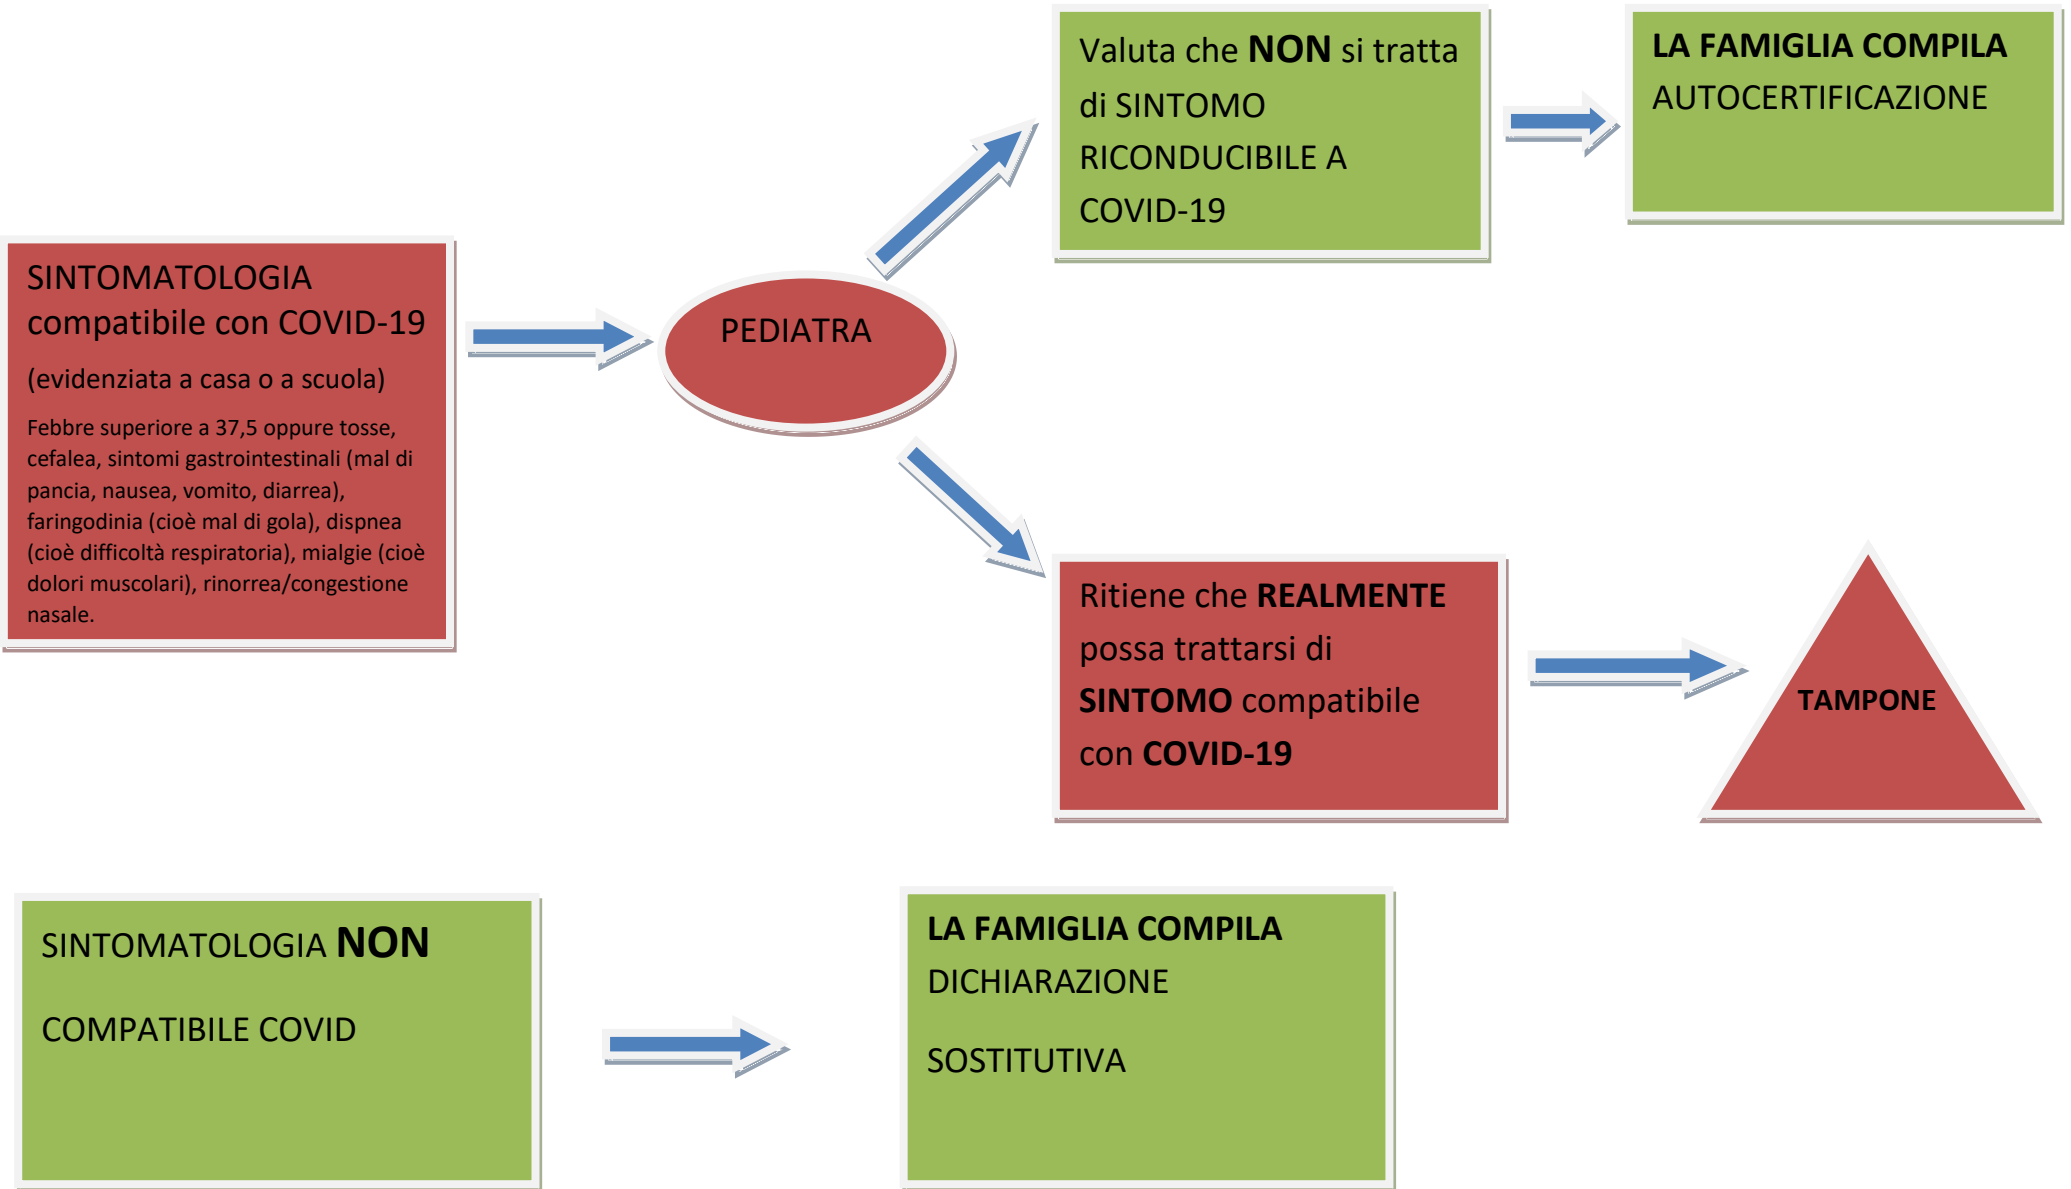 SINTOMATOLOGIA
compatibile con COVID-19
(evidenziata a casa o a scuola)
Febbre superiore a 37,5 oppure tosse,
cefalea, sintomi gastrointestinali (mal di
pancia, nausea, vomito, diarrea),
faringodinia (cioè mal di gola), dispnea
(cioè difficoltà respiratoria), mialgie (cioè
dolori muscolari), rinorrea/congestione
nasale.
PEDIATRA
Valuta che NON si tratta
di SINTOMO
RICONDUCIBILE A
COVID-19
LA FAMIGLIA COMPILA
AUTOCERTIFICAZIONE
Ritiene che REALMENTE
possa trattarsi di
SINTOMO compatibile
con COVID-19
TAMPONE
SINTOMATOLOGIA NON
COMPATIBILE COVID
LA FAMIGLIA COMPILA
DICHIARAZIONE
SOSTITUTIVA